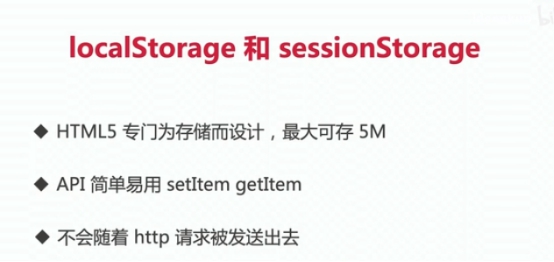 localStorage 和 sessionStorage
◆ HTML5 专门为存储而设计，最大可存 5M
◆ API 简单易用 setItem getItem
◆ 不会随着 http 请求被发送出去